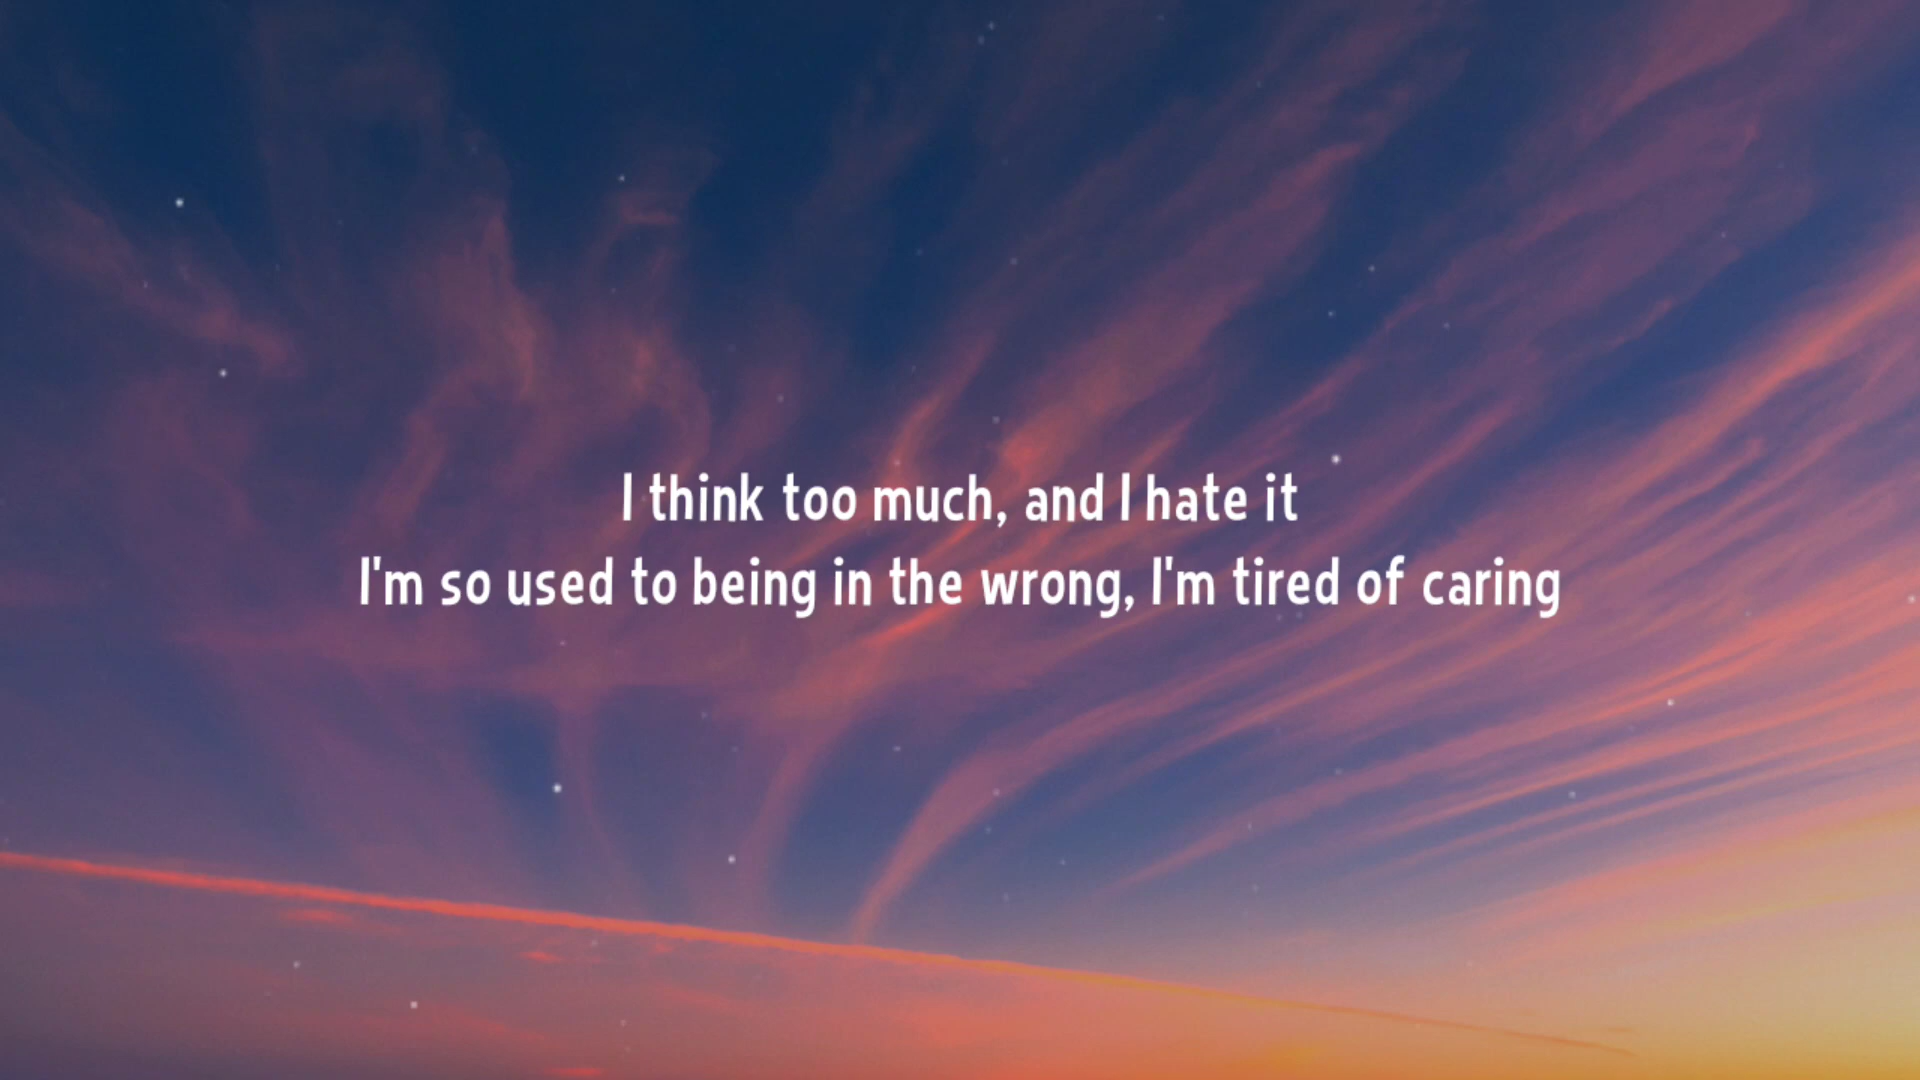 I think too much, and I hate it
I'm so used to being in the wrong, I'm tired of caring